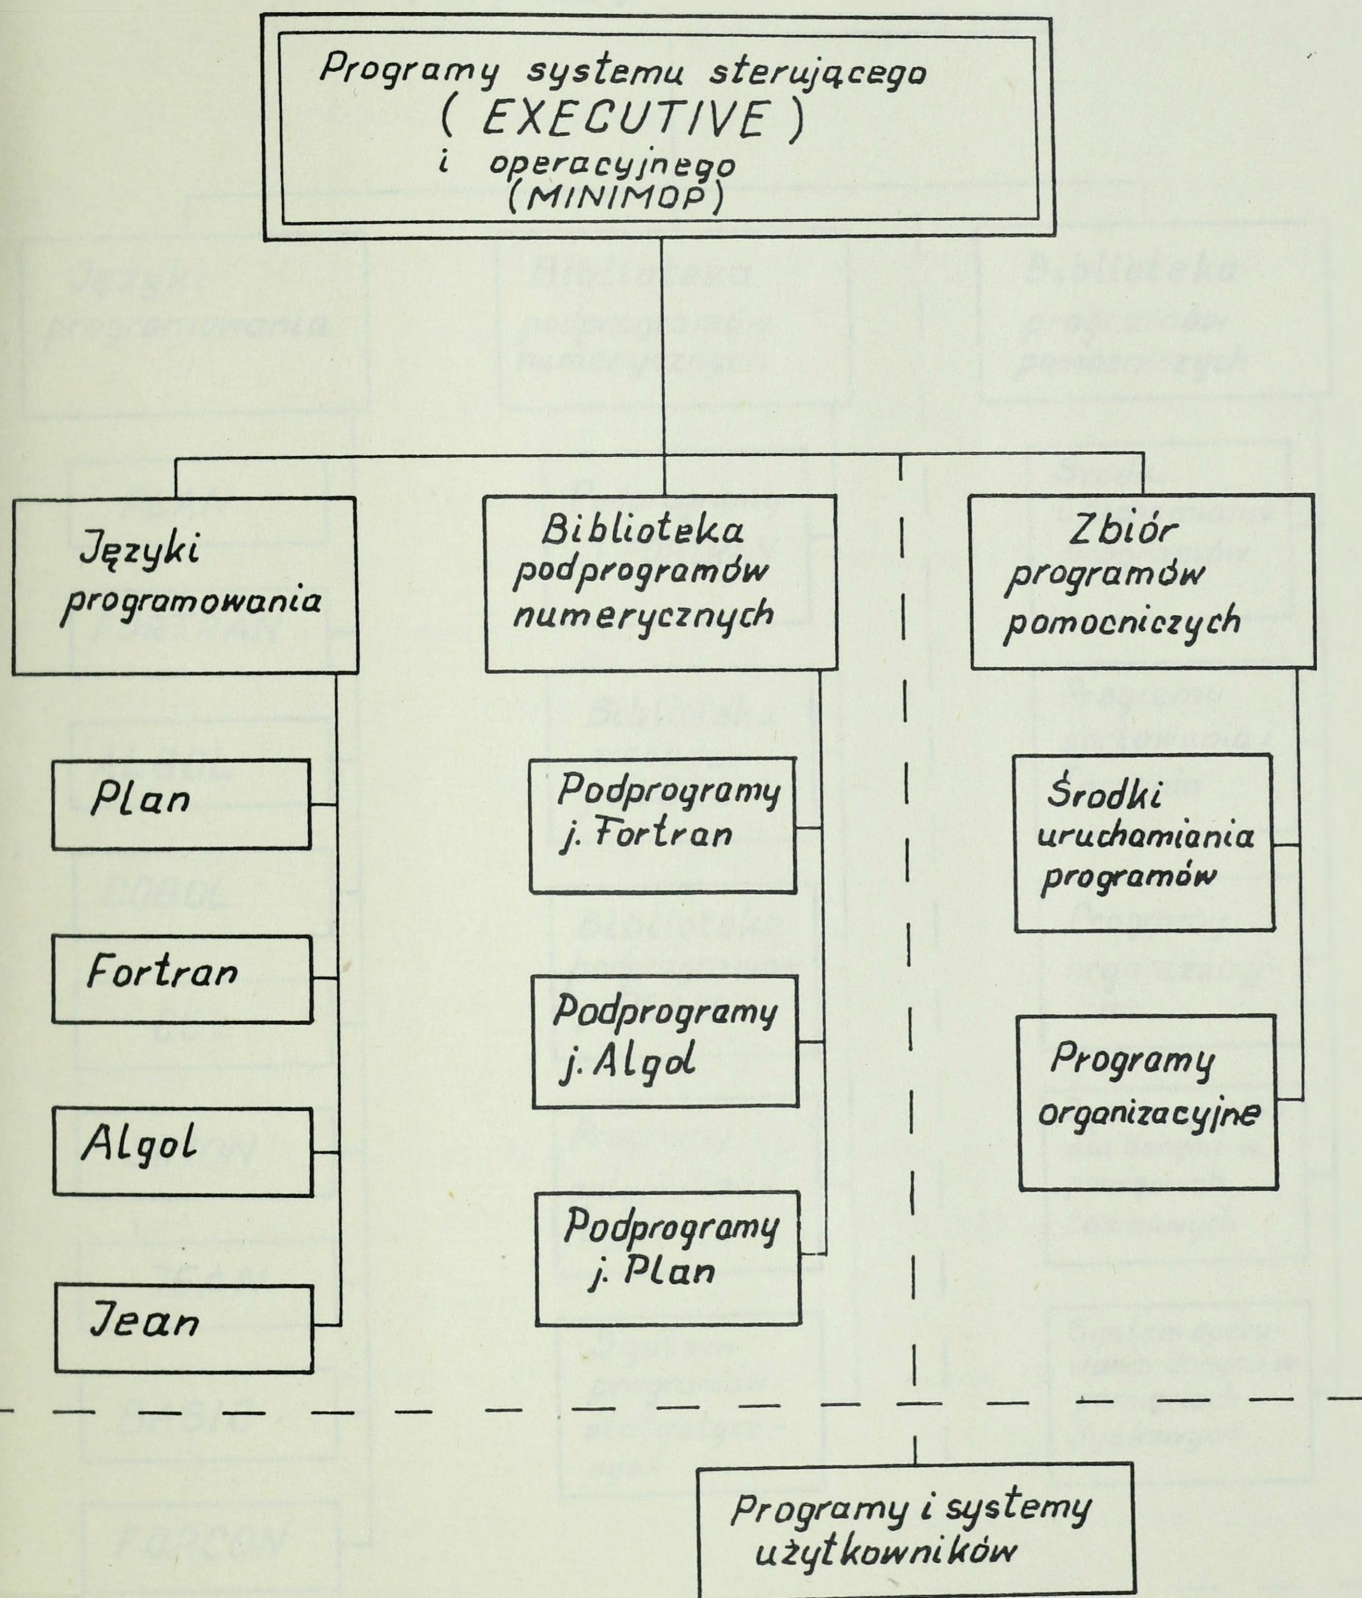 Programy systemu sterującego
( EXECUTIVE )
i operacyjnego
(MINIMOP)
Języki
programowania
Plan
Fortran
Algol
Jean
Biblioteka
podprogramów
numerycznych
Podprogramy
j. Fortran
Podprogramy
j. Algol
Podprogramy
j. Plan
Zbiór
programów
pomocniczych
Środki
uruchamiania
programów
Programy
organizacyjne
Programy i systemy
użytkowników